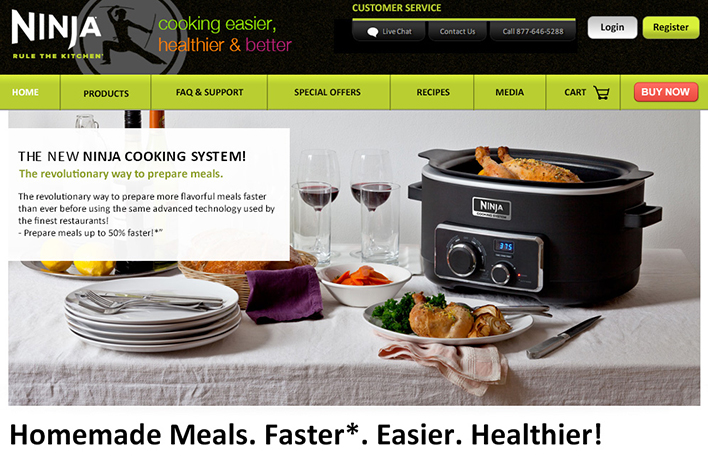 NINJA
RULE THE KITCHEN
cooking easier,
healthier & better
CUSTOMER SERVICE
Live Chat
Contact Us
Call 877-646-5288
Login
Register
HOME
PRODUCTS
FAQ & SUPPORT
SPECIAL OFFERS
RECIPES
MEDIA
CART
BUY NOW
THE NEW NINJA COOKING SYSTEM!
The revolutionary way to prepare meals.
The revolutionary way to prepare more flavorful meals faster
than ever before using the same advanced technology used by
the finest restaurants!
- Prepare meals up to 50% faster!*"
NINJA
375
Homemade Meals. Faster*. Easier. Healthier!